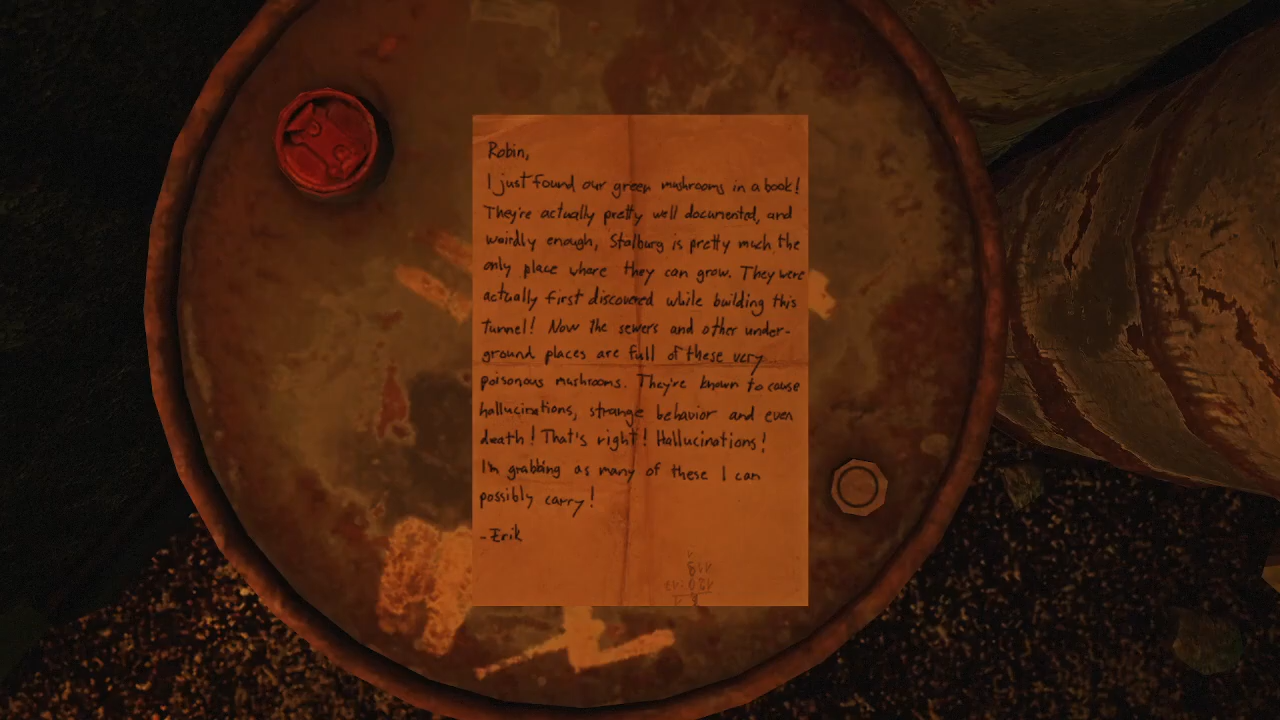 Robin,
I just found our green mushrooms in a book!
They're actually pretty well documented, and
weirdly enough, Stalburg is pretty much the
only place where they can grow. They were
actually first discovered while building this
tunnel! Now the sewers and other under-
ground places are full of these very
poisonous mushrooms. They're known to cause
hallucinations, strange behavior and even
death! That's right! Hallucinations!
I'm grabbing as many of these I can
possibly carry!
-Erik